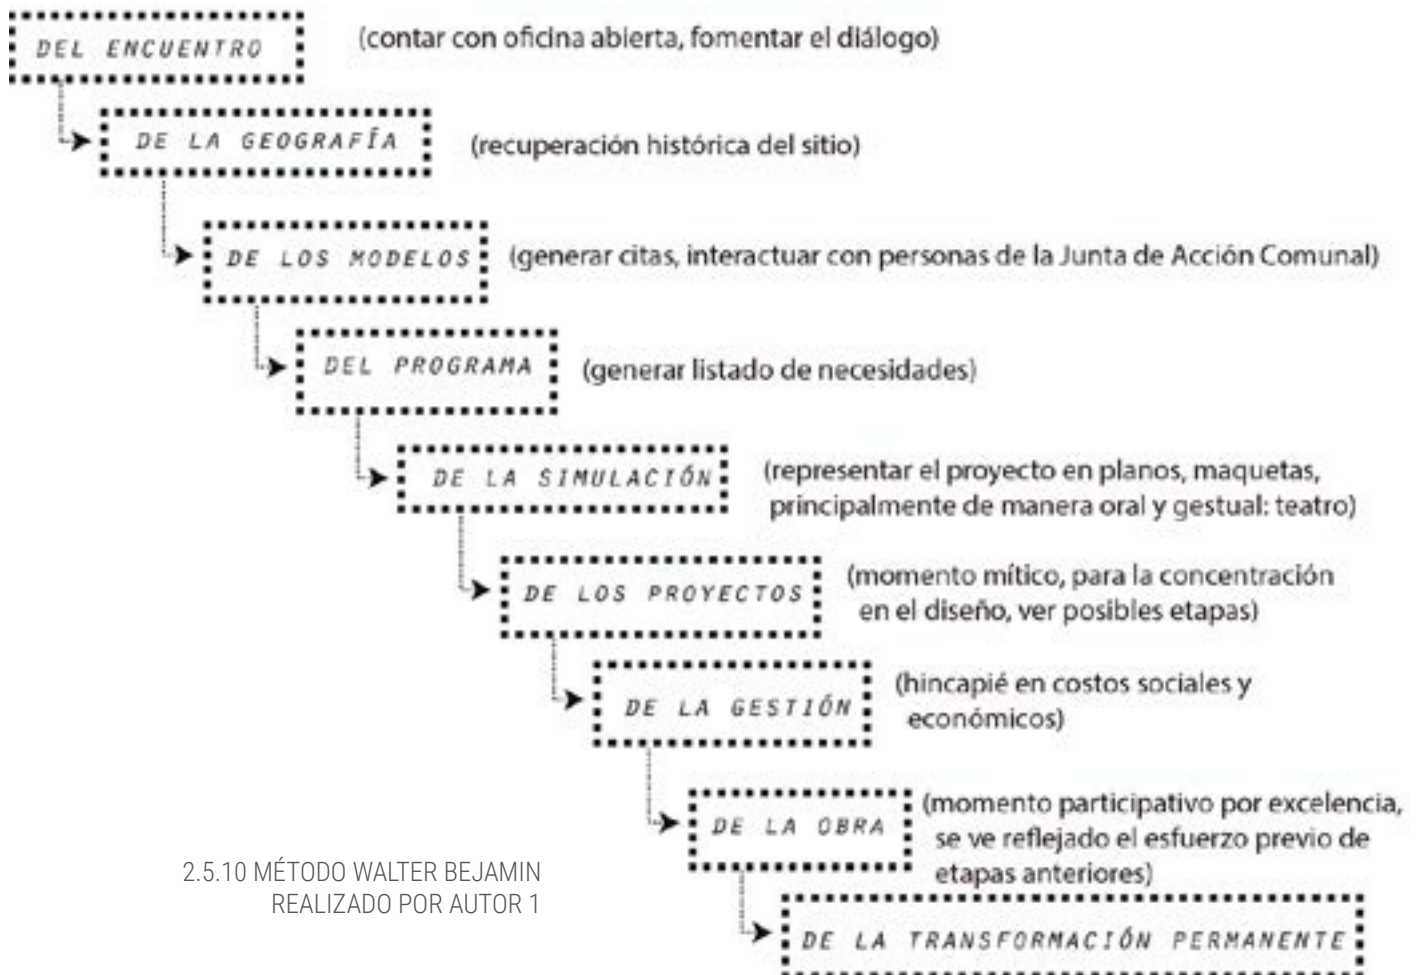 DEL ENCUENTRO
(contar con oficina abierta, fomentar el diálogo)
DE LA GEOGRAFÍA
(recuperación histórica del sitio)
DE LOS MODELOS
(generar citas, interactuar con personas de la Junta de Acción Comunal)
DEL PROGRAMA
(generar listado de necesidades)
DE LA SIMULACIÓN
(representar el proyecto en planos, maquetas,
principalmente de manera oral y gestual: teatro)
DE LOS PROYECTOS
(momento mítico, para la concentración
en el diseño, ver posibles etapas)
DE LA GESTIÓN
(hincapié en costos sociales y
económicos)
DE LA OBRA
(momento participativo por excelencia,
se ve reflejado el esfuerzo previo de
etapas anteriores)
DE LA TRANSFORMACIÓN PERMANENTE
2.5.10 MÉTODO WALTER BEJAMIN
REALIZADO POR AUTOR 1